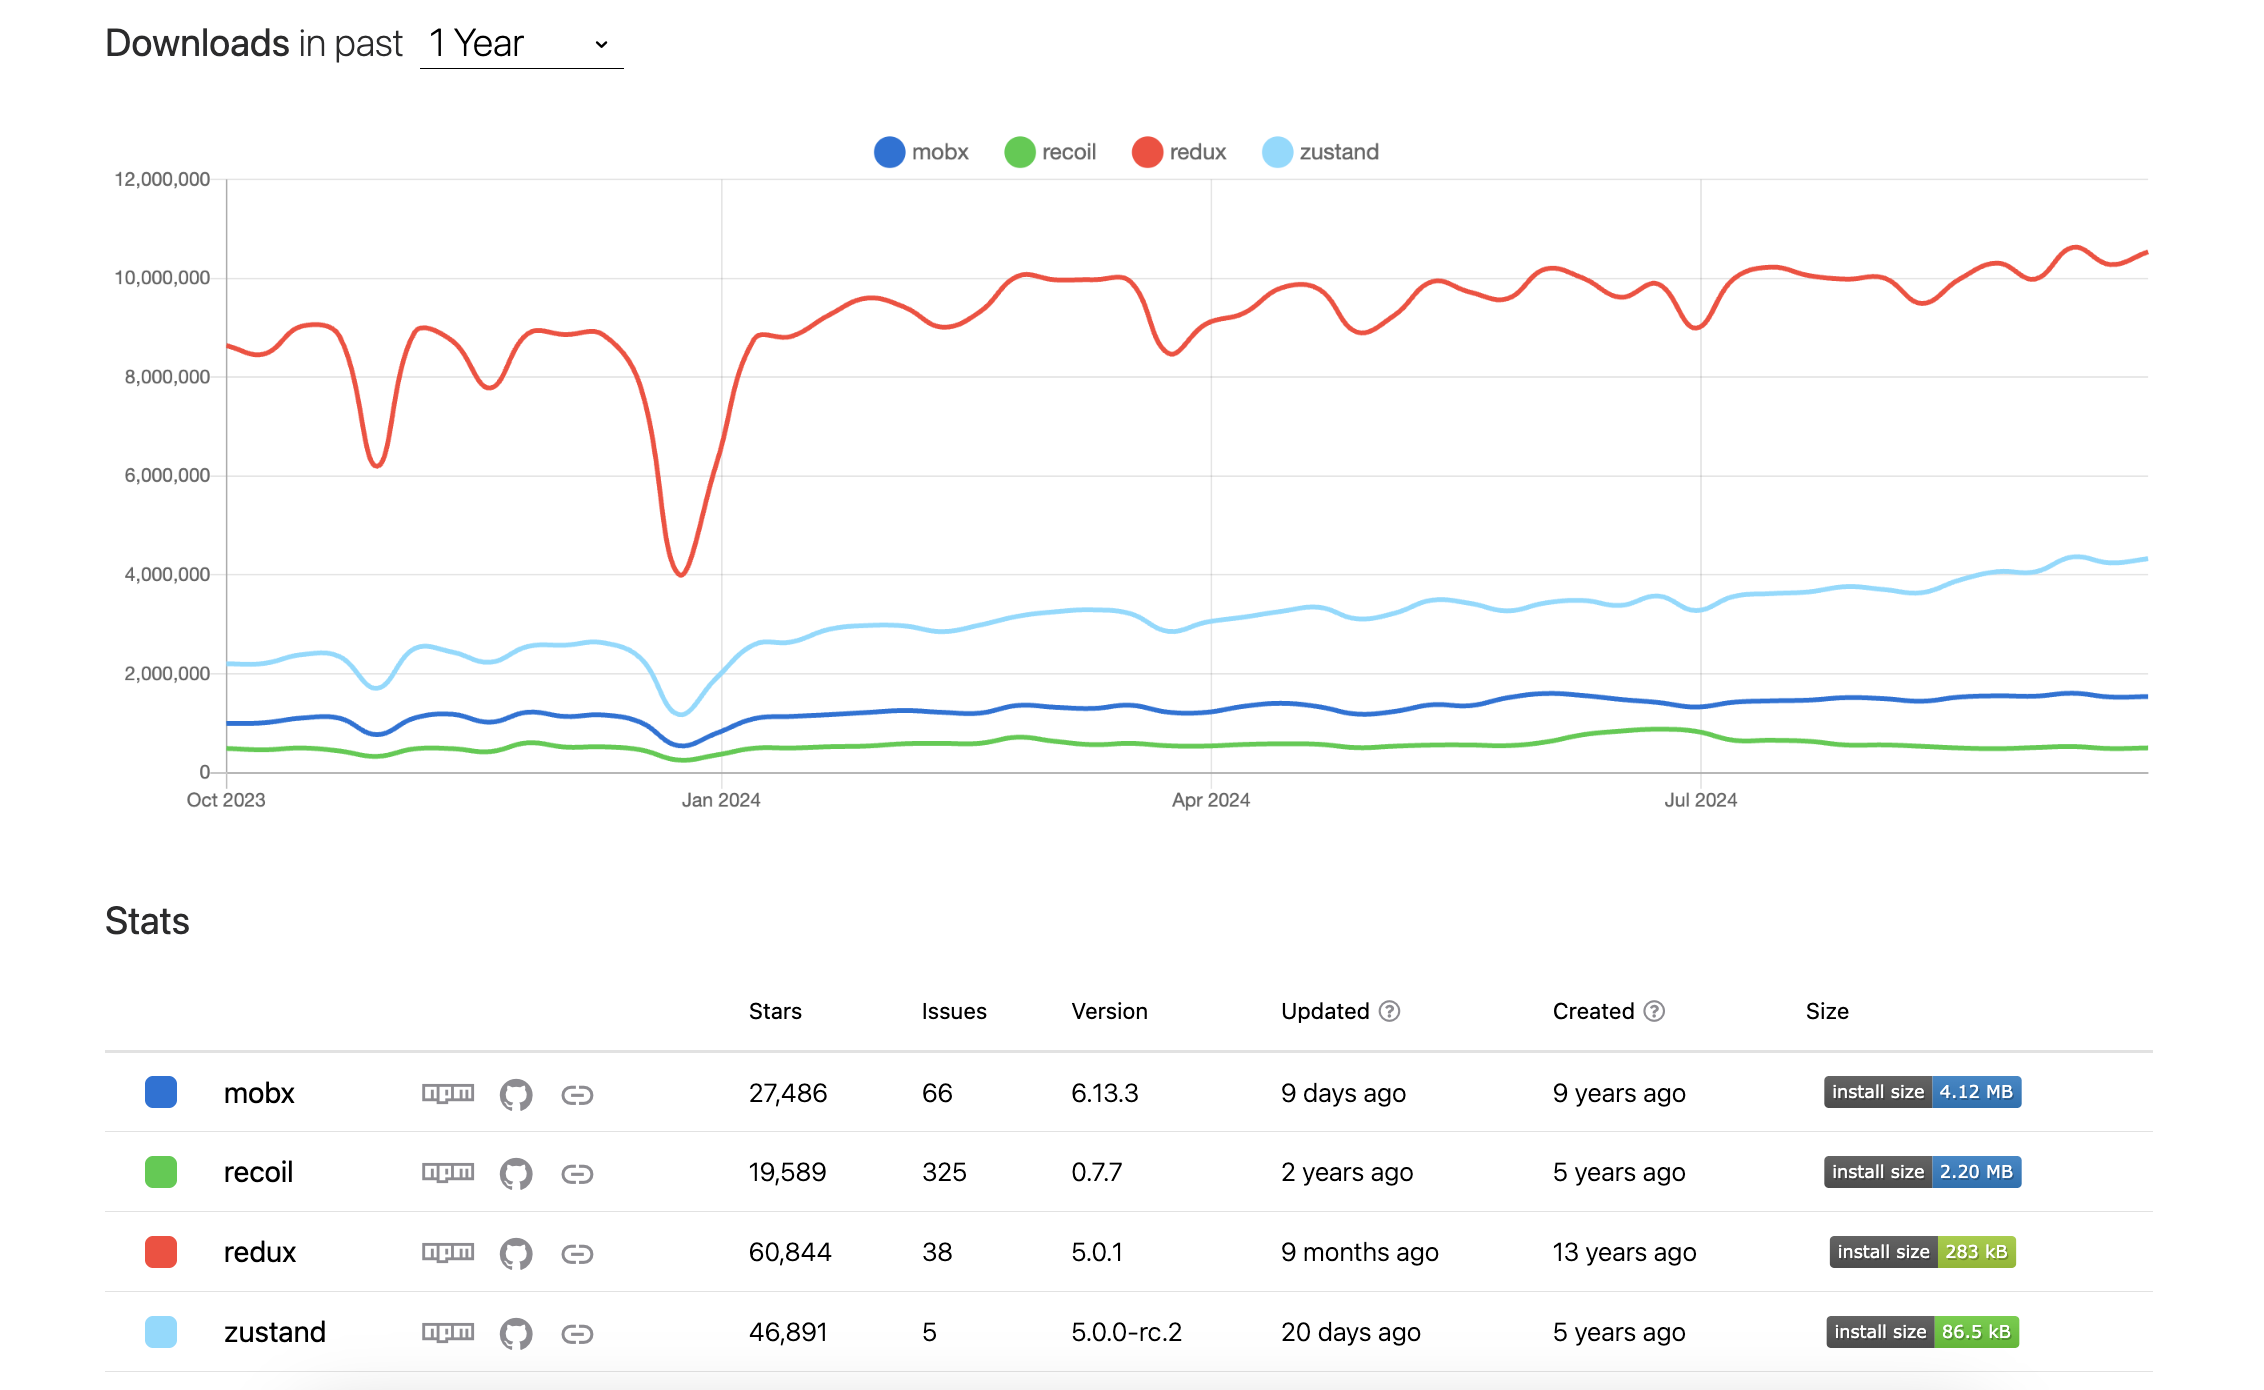 Downloads in past 1 Year
mobx recoil redux zustand
12,000,000
10,000,000
8,000,000
6,000,000
4,000,000
2,000,000
0
Oct 2023 Jan 2024 Apr 2024 Jul 2024
Stats
Stars Issues Version Updated ? Created ? Size
mobx npm 27,486 66 6.13.3 9 days ago 9 years ago install size 4.12 MB
recoil npm 19,589 325 0.7.7 2 years ago 5 years ago install size 2.20 MB
redux npm 60,844 38 5.0.1 9 months ago 13 years ago install size 283 kB
zustand npm 46,891 5 5.0.0-rc.2 20 days ago 5 years ago install size 86.5 kB